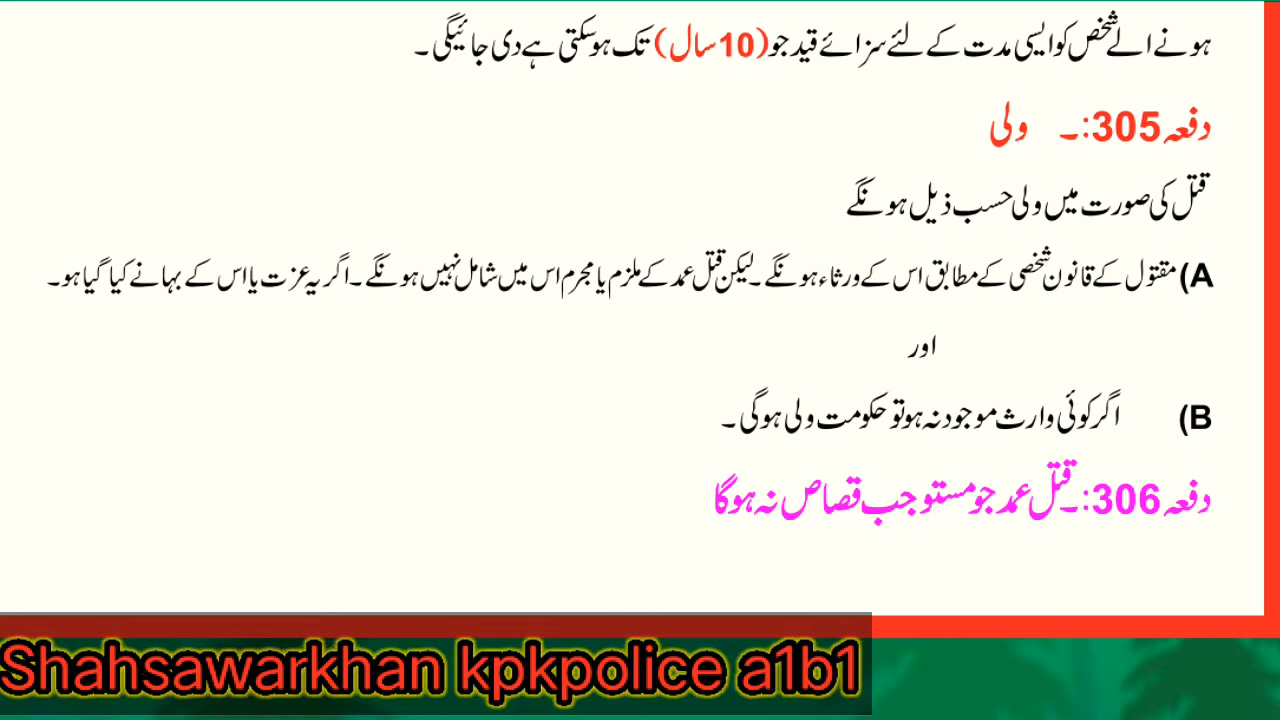 ہونے والے شخص کو ایسی مدت کے لئے سزائے قید جو (10 سال) تک ہو سکتی ہے دی جائیگی ۔
دفعہ 305:۔ ولی
قتل کی صورت میں ولی حسب ذیل ہونگے
A) مقتول کے قانون شخصی کے مطابق اس کے ورثاء ہونگے ۔ لیکن قتل عمد کے ملزم یا مجرم اس میں شامل نہیں ہونگے ۔ اگر یہ عزت یا اس کے بہانے کیا گیا ہو ۔
اور
B) اگر کوئی وارث موجود نہ ہو تو حکومت ولی ہوگی ۔
دفعہ 306:۔ قتل عمد جو مستوجب قصاص نہ ہوگا
Shahsawarkhan kpkpolice a1b1